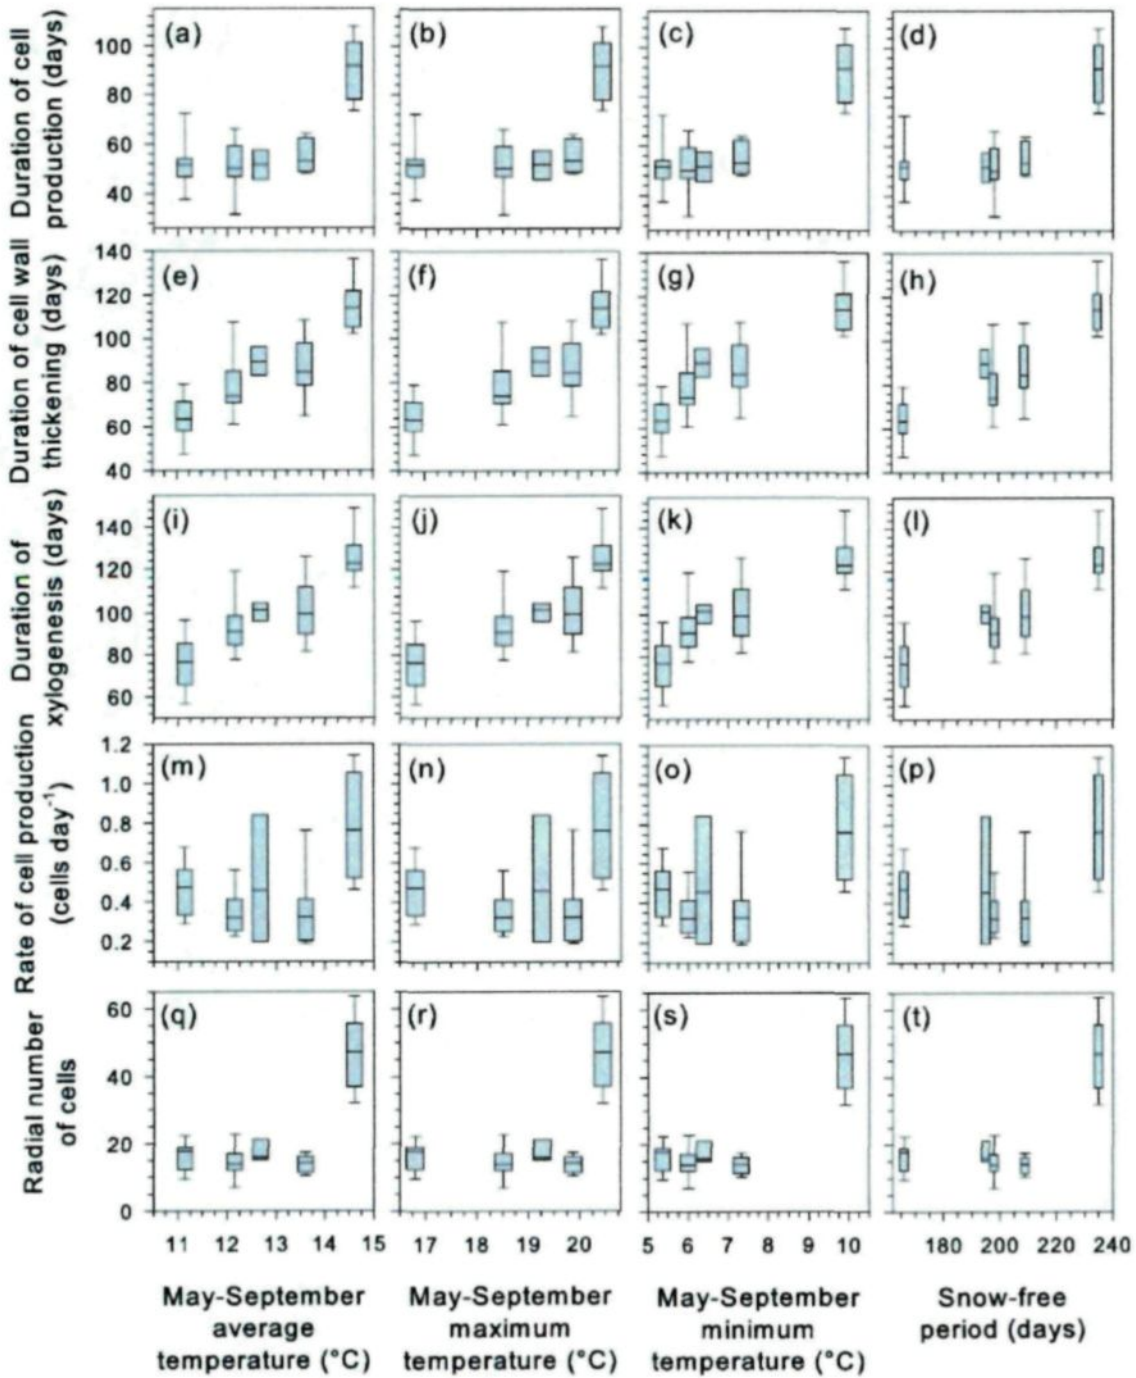 Duration of cell
production (days)
(a)
(b)
(c)
(d)
100
80
60
40
Duration of cell wall
thickening (days)
(e)
(f)
(g)
(h)
140
120
100
80
60
40
Duration of
xylogenesis (days)
(i)
(j)
(k)
(l)
140
120
100
80
60
Rate of cell production
(cells day-1)
(m)
(n)
(o)
(p)
1.2
1.0
0.8
0.6
0.4
0.2
Radial number
of cells
(q)
(r)
(s)
(t)
60
40
20
0
11 12 13 14 15
17 18 19 20
5 6 7 8 9 10
180 200 220 240
May-September
average
temperature (°C)
May-September
maximum
temperature (°C)
May-September
minimum
temperature (°C)
Snow-free
period (days)